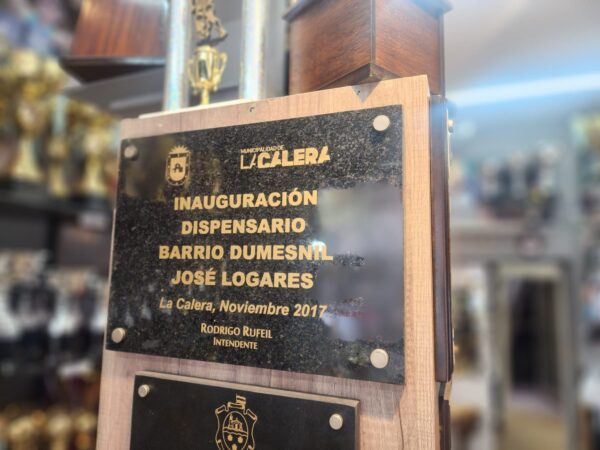 MUNICIPALIDAD DE
LA CALERA
INAUGURACIÓN
DISPENSARIO
BARRIO DUMESNIL
JOSÉ LOGARES
La Calera, Noviembre 2017
RODRIGO RUFEIL
INTENDENTE